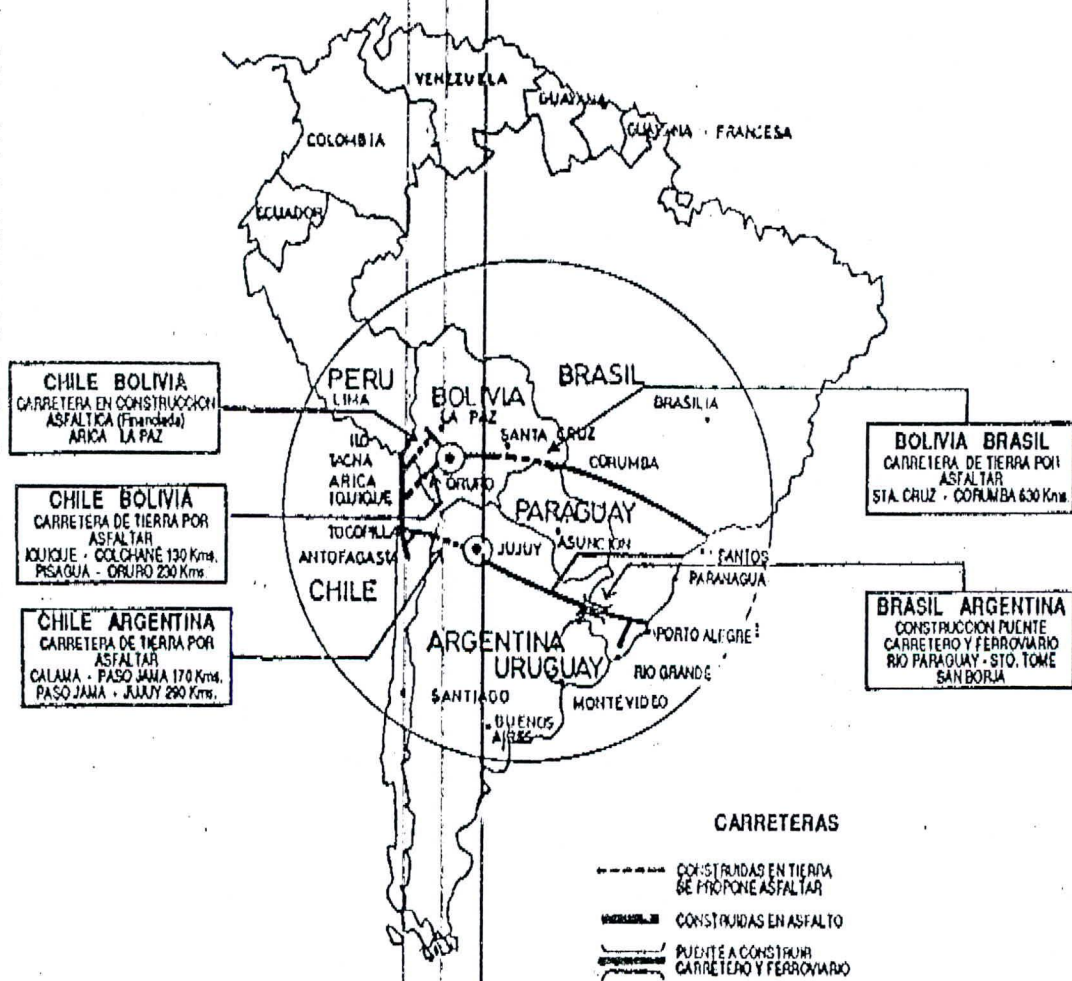 VENEZUELA
GUAYANA
GUAYANA - FRANCESA
COLOMBIA
ECUADOR
CHILE BOLIVIA
CARRETERA EN CONSTRUCCION
ASFALTICA (Financiada)
ARICA LA PAZ
PERU
LIMA
BOLIVIA
LA PAZ
BRASIL
BRASILIA
SANTA CRUZ
CORUMBA
ILO
TACNA
ARICA
IQUIQUE
ORURO
BOLIVIA BRASIL
CARRETERA DE TIERRA POR
ASFALTAR
STA. CRUZ - CORUMBA 630 Kms.
CHILE BOLIVIA
CARRETERA DE TIERRA POR
ASFALTAR
IQUIQUE - COLCHANE 130 Kms.
PISAGUA - ORURO 230 Kms.
PARAGUAY
ASUNCION
TOCOPILLA
JUJUY
ANTOFAGASTA
SANTOS
PARANAGUA
CHILE
CHILE ARGENTINA
CARRETERA DE TIERRA POR
ASFALTAR
CALAMA - PASO JAMA 170 Kms.
PASO JAMA - JUJUY 290 Kms.
BRASIL ARGENTINA
CONSTRUCCION PUENTE
CARRETERO Y FERROVIARIO
RIO PARAGUAY - STO. TOME
SAN BORJA
ARGENTINA
URUGUAY
PORTO ALEGRE
RIO GRANDE
SANTIAGO
MONTEVIDEO
BUENOS
AIRES
CARRETERAS
CONSTRUIDAS EN TIERRA
SE PROPONE ASFALTAR
CONSTRUIDAS EN ASFALTO
PUENTE A CONSTRUIR
CARRETERO Y FERROVIARIO